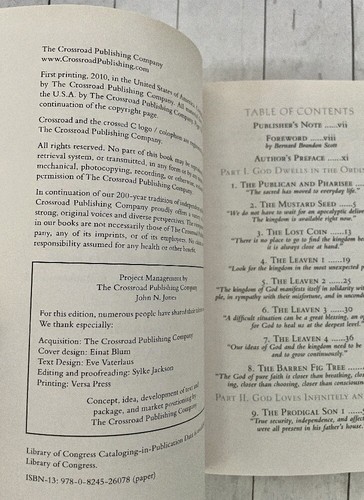 The Crossroad Publishing Company
www.CrossroadPublishing.com
First printing, 2010, in the United States of America
by The Crossroad Publishing Company. All
the U.S.A. by The Crossroad Publishing Company.
continuation of the copyright page.
Crossroad and the crossed C logo / colophon are
The Crossroad Publishing Company.
All rights reserved. No part of this book may be
retrieval system, or transmitted, in any form or by
mechanical, photocopying, recording, or otherwise,
permission of The Crossroad Publishing Company.
In continuation of our 200-year tradition of independent
Crossroad Publishing Company proudly offers a variety
strong, original voices and diverse perspectives. The
in our books are not necessarily those of The Crossroad
pany, any of its imprints, or of its employees. No
responsibility assumed for any health or other
Project Management by
The Crossroad Publishing Company
John N. Jones
For this edition, numerous people have shared
We thank especially:
Acquisition: The Crossroad Publishing Company
Cover design: Einat Blum
Text Design: Eve Vaterlaus
Editing and proofreading: Sylke Jackson
Printing: Versa Press
Concept, idea, development of text and
package, and market positioning by
The Crossroad Publishing Company
Library of Congress Cataloging-in-Publication Data
Library of Congress.
ISBN-13: 978-0-8245-26078 (paper)
TABLE OF CONTENTS
PUBLISHER'S NOTE ......vii
FOREWORD ......viii
by Bernard Brandon Scott
AUTHOR'S PREFACE ......xi
PART I. GOD DWELLS IN THE ORDINARY
1. THE PUBLICAN AND PHARISEE
"The sacred has moved to everyday life."
2. THE MUSTARD SEED ......5
"We do not have to wait for an apocalyptic
The kingdom is available right now."
3. THE LOST COIN ......13
"There is no place to go to find the kingdom
it is always close at hand."
4. THE LEAVEN 1 ......19
"Look for the kingdom in the most unexpected
5. THE LEAVEN 2 ......25
"The kingdom of God manifests itself in solidarity
ple, in sympathy with their misfortune, and in
6. THE LEAVEN 3 ......30
"A difficult situation can be a great blessing, an
for God to heal us at the deepest level."
7. THE LEAVEN 4 ......36
"Our ideas of God and the kingdom need to be
and to grow continuously."
8. THE BARREN FIG TREE
"The God of pure faith is closer than breathing,
ing, closer than choosing, closer than
PART II. GOD LOVES INFINITELY AN
9. THE PRODIGAL SON 1
"True security, independence, and
were all present in his father's house.